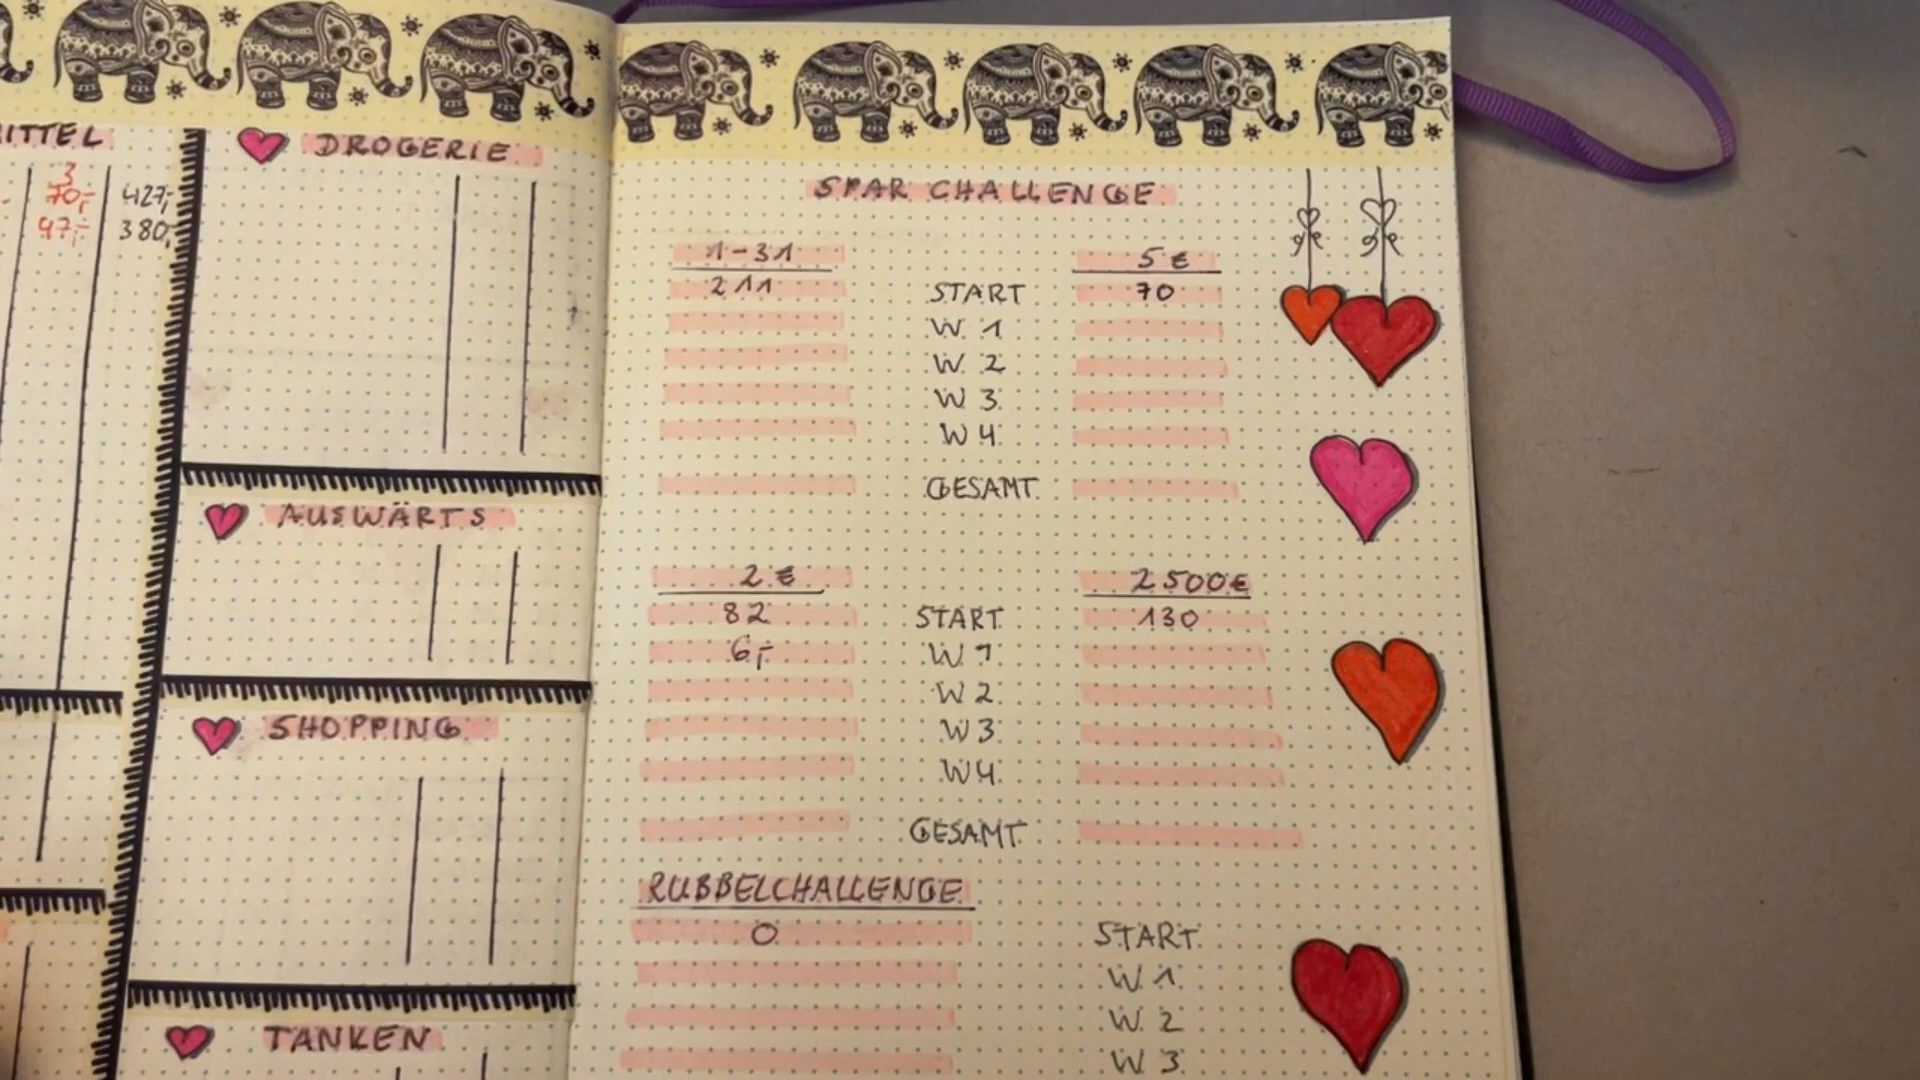 ITTEL
3
70,- 427,-
47,- 380,-
DROGERIE
AUSWÄRTS
SHOPPING
TANKEN
SPAR CHALLENGE
1-31 5 €
211 START 70
W. 1
W. 2
W. 3
W 4
GESAMT
2 € 2500€
82 START 130
6,- W 1
W 2
W 3
W 4
GESAMT
RUBBELCHALLENGE
0 START
W. 1
W. 2
W. 3